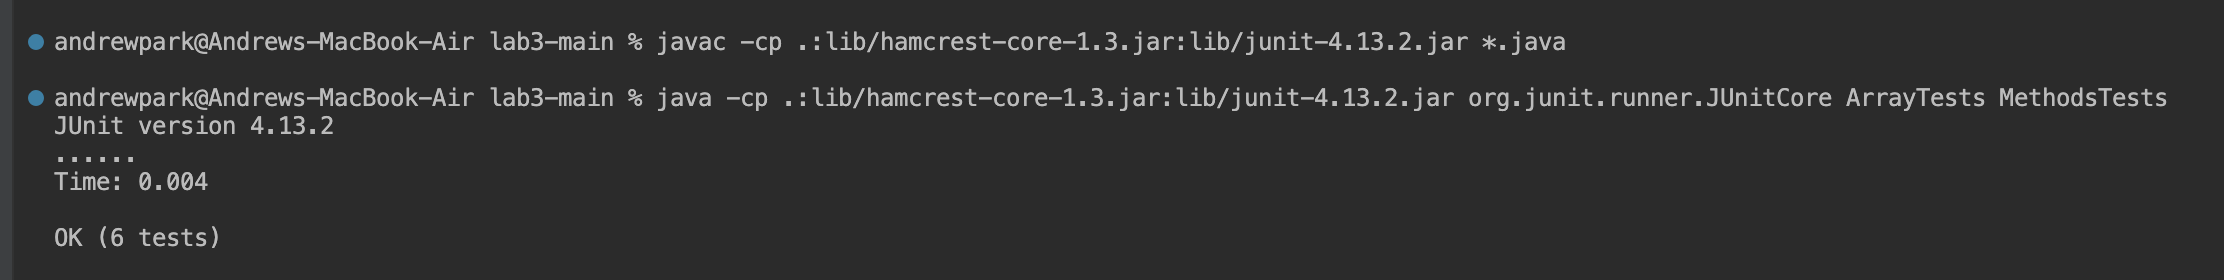 andrewpark@Andrews-MacBook-Air lab3-main % javac -cp .:lib/hamcrest-core-1.3.jar:lib/junit-4.13.2.jar *.java
andrewpark@Andrews-MacBook-Air lab3-main % java -cp .:lib/hamcrest-core-1.3.jar:lib/junit-4.13.2.jar org.junit.runner.JUnitCore ArrayTests MethodsTests
JUnit version 4.13.2
......
Time: 0.004
OK (6 tests)